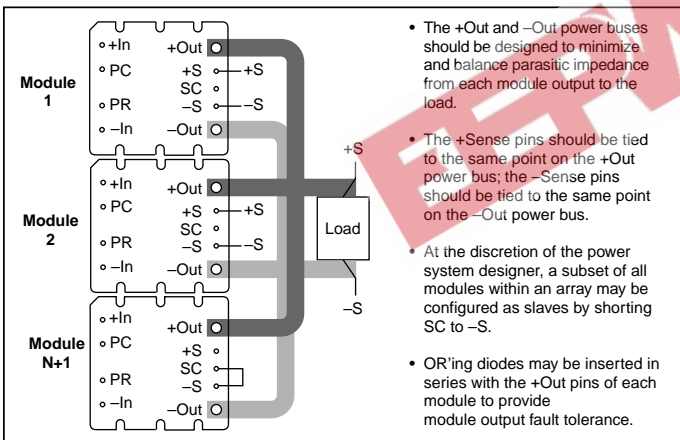 Module
1
+In
PC
PR
–In
+Out
+S
SC
–S
–Out
+S
–S
Module
2
+In
PC
PR
–In
+Out
+S
SC
–S
–Out
+S
–S
Module
N+1
+In
PC
PR
–In
+Out
+S
SC
–S
–Out
+S
Load
–S
• The +Out and –Out power buses
should be designed to minimize
and balance parasitic impedance
from each module output to the
load.
• The +Sense pins should be tied
to the same point on the +Out
power bus; the –Sense pins
should be tied to the same point
on the –Out power bus.
• At the discretion of the power
system designer, a subset of all
modules within an array may be
configured as slaves by shorting
SC to –S.
• OR'ing diodes may be inserted in
series with the +Out pins of each
module to provide
module output fault tolerance.